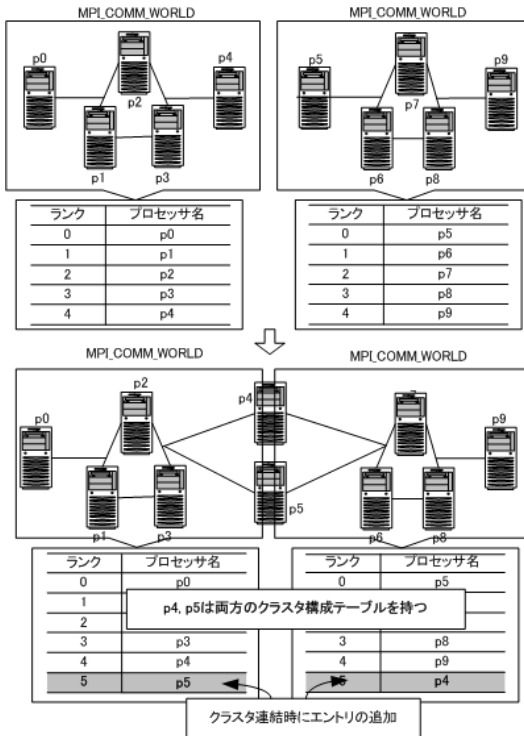 MPI_COMM_WORLD
MPI_COMM_WORLD
p0
p4
p2
p1
p3
p5
p9
p7
p6
p8
ランク プロセッサ名
0 p0
1 p1
2 p2
3 p3
4 p4
ランク プロセッサ名
0 p5
1 p6
2 p7
3 p8
4 p9
MPI_COMM_WORLD
MPI_COMM_WORLD
p2
p4
p0
p9
p5
p1
p3
p6
p8
ランク プロセッサ名
0 p0
1
2
3 p3
4 p4
5 p5
ランク プロセッサ名
0 p5
3 p8
4 p9
5 p4
p4, p5は両方のクラスタ構成テーブルを持つ
クラスタ連結時にエントリの追加